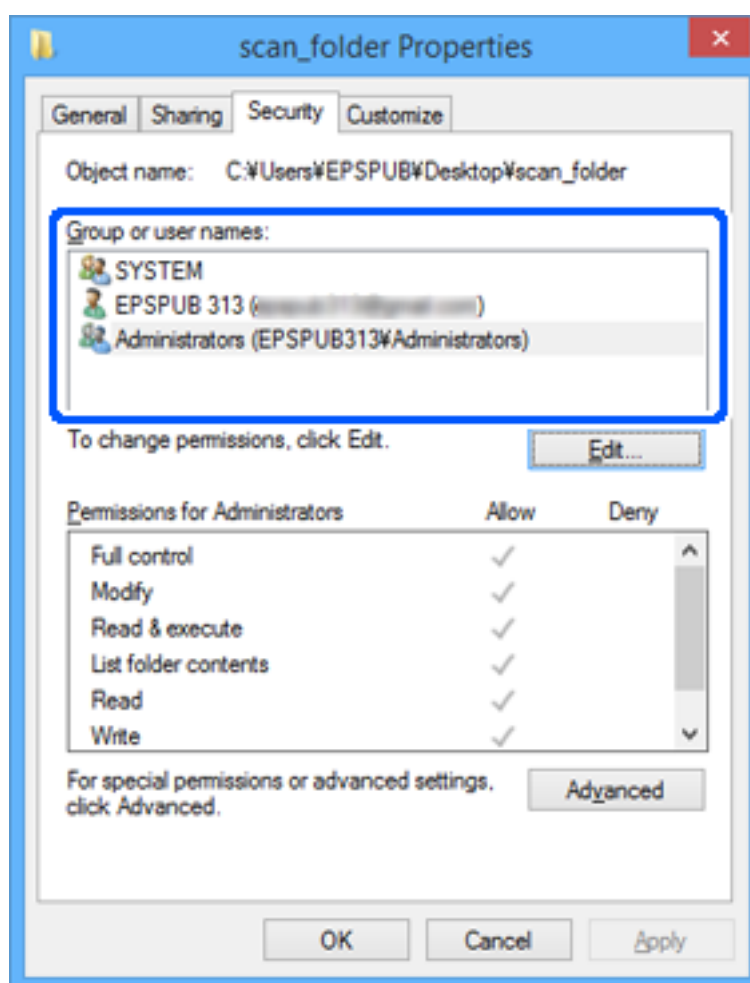 scan_folder Properties
General Sharing Security Customize
Object name: C:¥Users¥EPSPUB¥Desktop¥scan_folder
Group or user names:
SYSTEM
EPSPUB 313 ( )
Administrators (EPSPUB313¥Administrators)
To change permissions, click Edit.
Edit...
Permissions for Administrators Allow Deny
Full control
Modify
Read & execute
List folder contents
Read
Write
For special permissions or advanced settings,
click Advanced.
Advanced
OK Cancel Apply